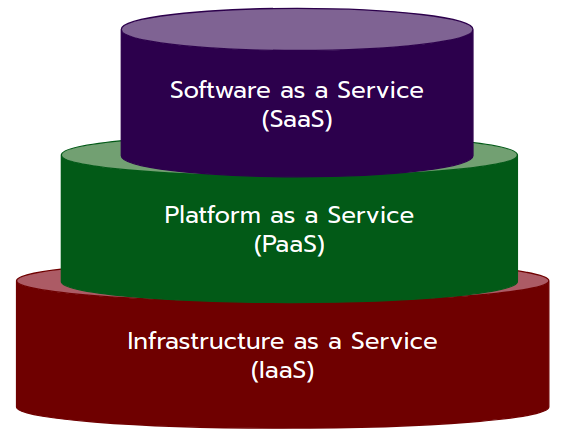 Software as a Service
(SaaS)
Platform as a Service
(PaaS)
Infrastructure as a Service
(IaaS)